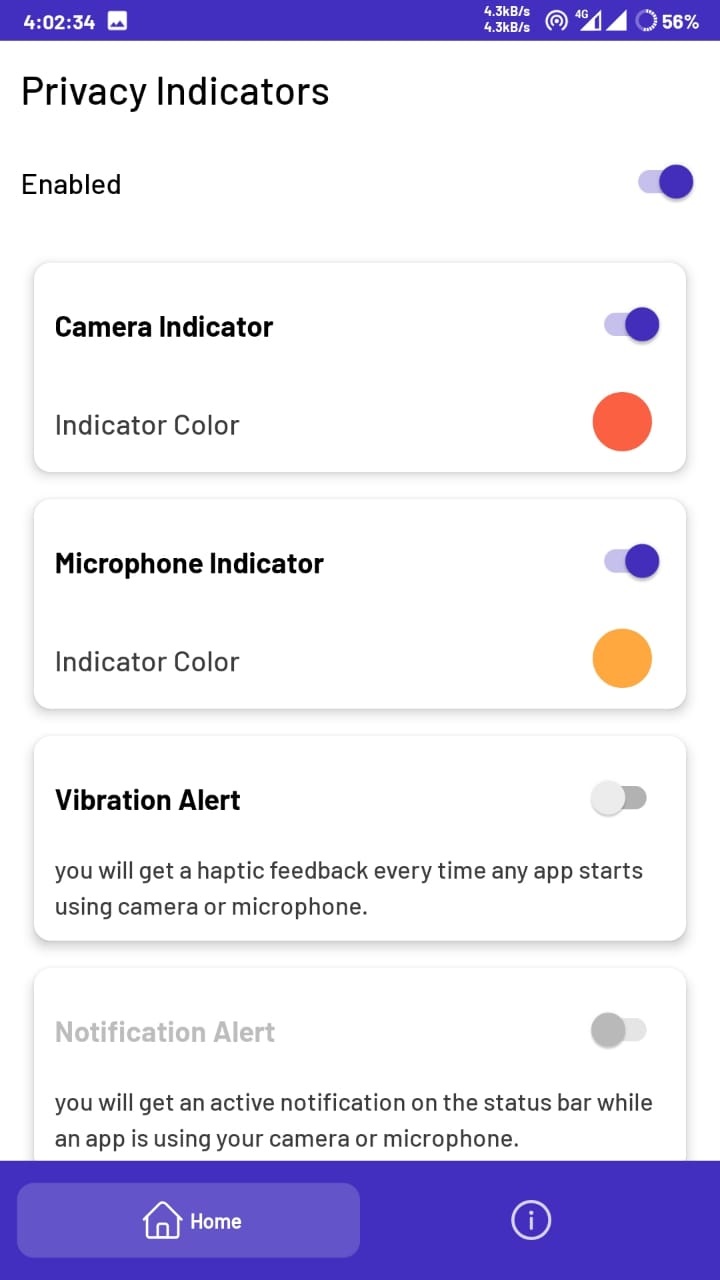 4:02:34
4.3kB/s
4.3kB/s
4G
56%
Privacy Indicators
Enabled
Camera Indicator
Indicator Color
Microphone Indicator
Indicator Color
Vibration Alert
you will get a haptic feedback every time any app starts
using camera or microphone.
Notification Alert
you will get an active notification on the status bar while
an app is using your camera or microphone.
Home